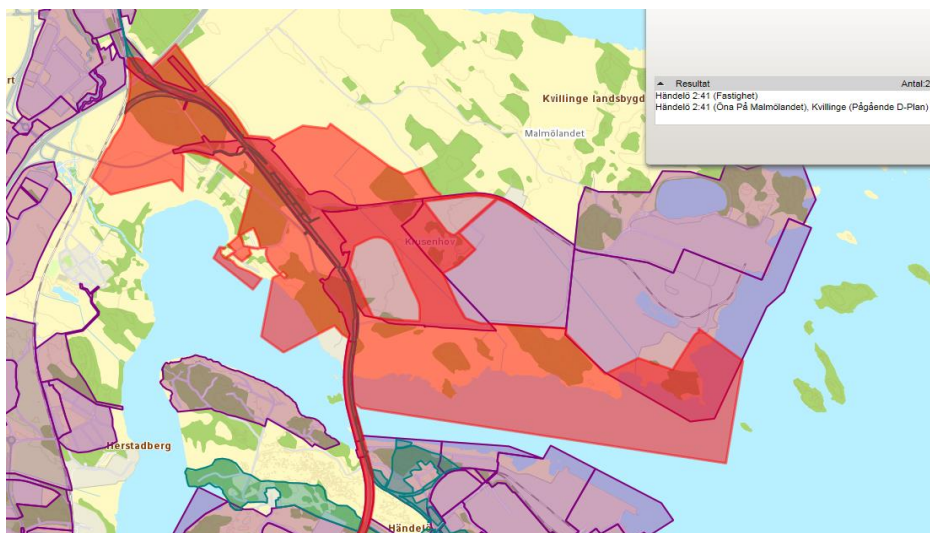 rt
Kvillinge landsbygd
Malmölandet
Krusenhov
Herstadberg
Händelö
Resultat Antal:2
Händelö 2:41 (Fastighet)
Händelö 2:41 (Öna På Malmölandet), Kvillinge (Pågående D-Plan)